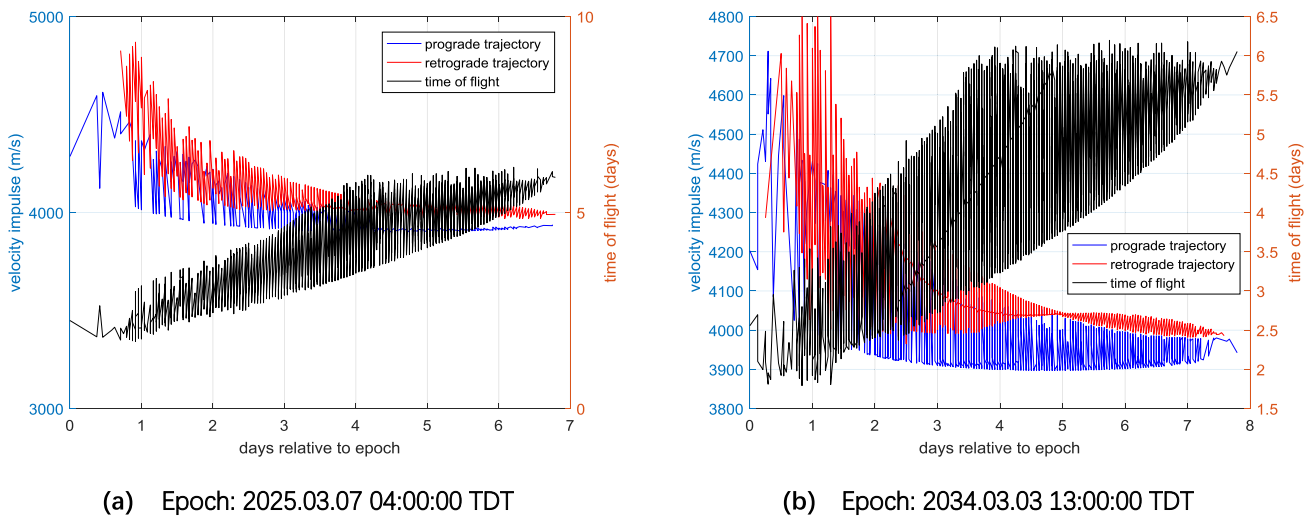 5000
4000
3000
velocity impulse (m/s)
10
5
0
time of flight (days)
prograde trajectory
retrograde trajectory
time of flight
0 1 2 3 4 5 6 7
days relative to epoch
(a) Epoch: 2025.03.07 04:00:00 TDT
4800
4700
4600
4500
4400
4300
4200
4100
4000
3900
3800
velocity impulse (m/s)
6.5
6
5.5
5
4.5
4
3.5
3
2.5
2
1.5
time of flight (days)
prograde trajectory
retrograde trajectory
time of flight
0 1 2 3 4 5 6 7 8
days relative to epoch
(b) Epoch: 2034.03.03 13:00:00 TDT